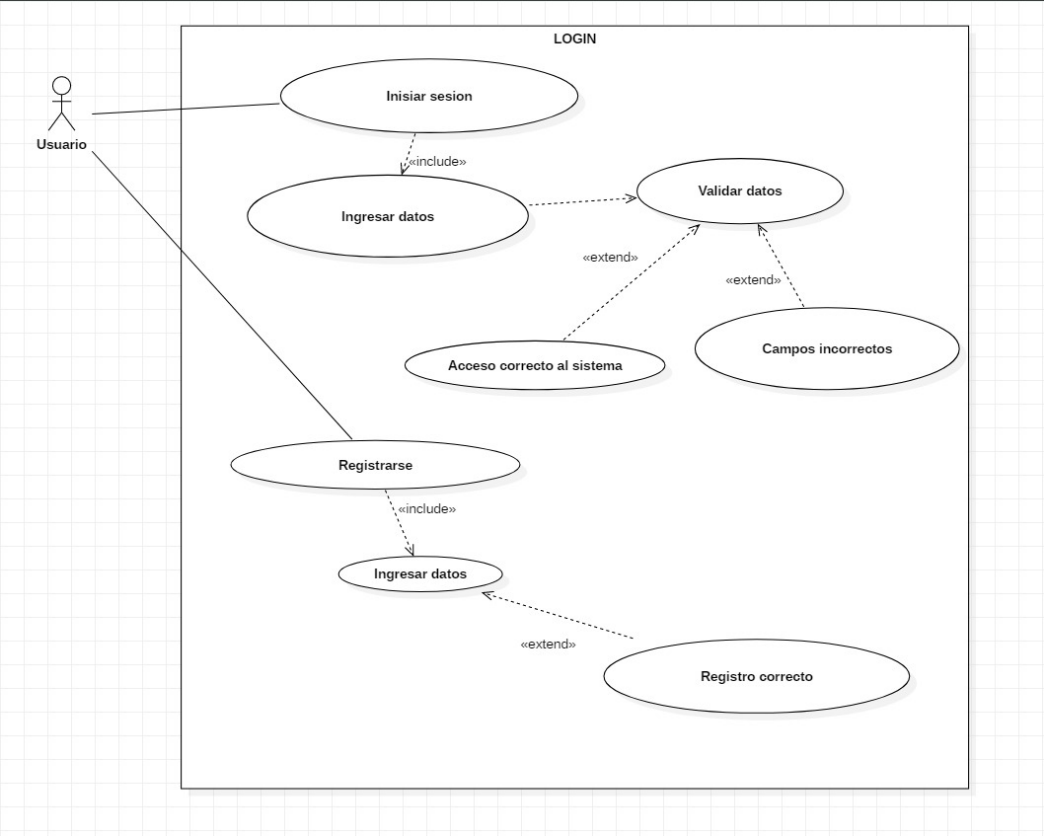 LOGIN
Inisiar sesion
Usuario
«include»
Validar datos
Ingresar datos
«extend»
«extend»
Campos incorrectos
Acceso correcto al sistema
Registrarse
«include»
Ingresar datos
«extend»
Registro correcto